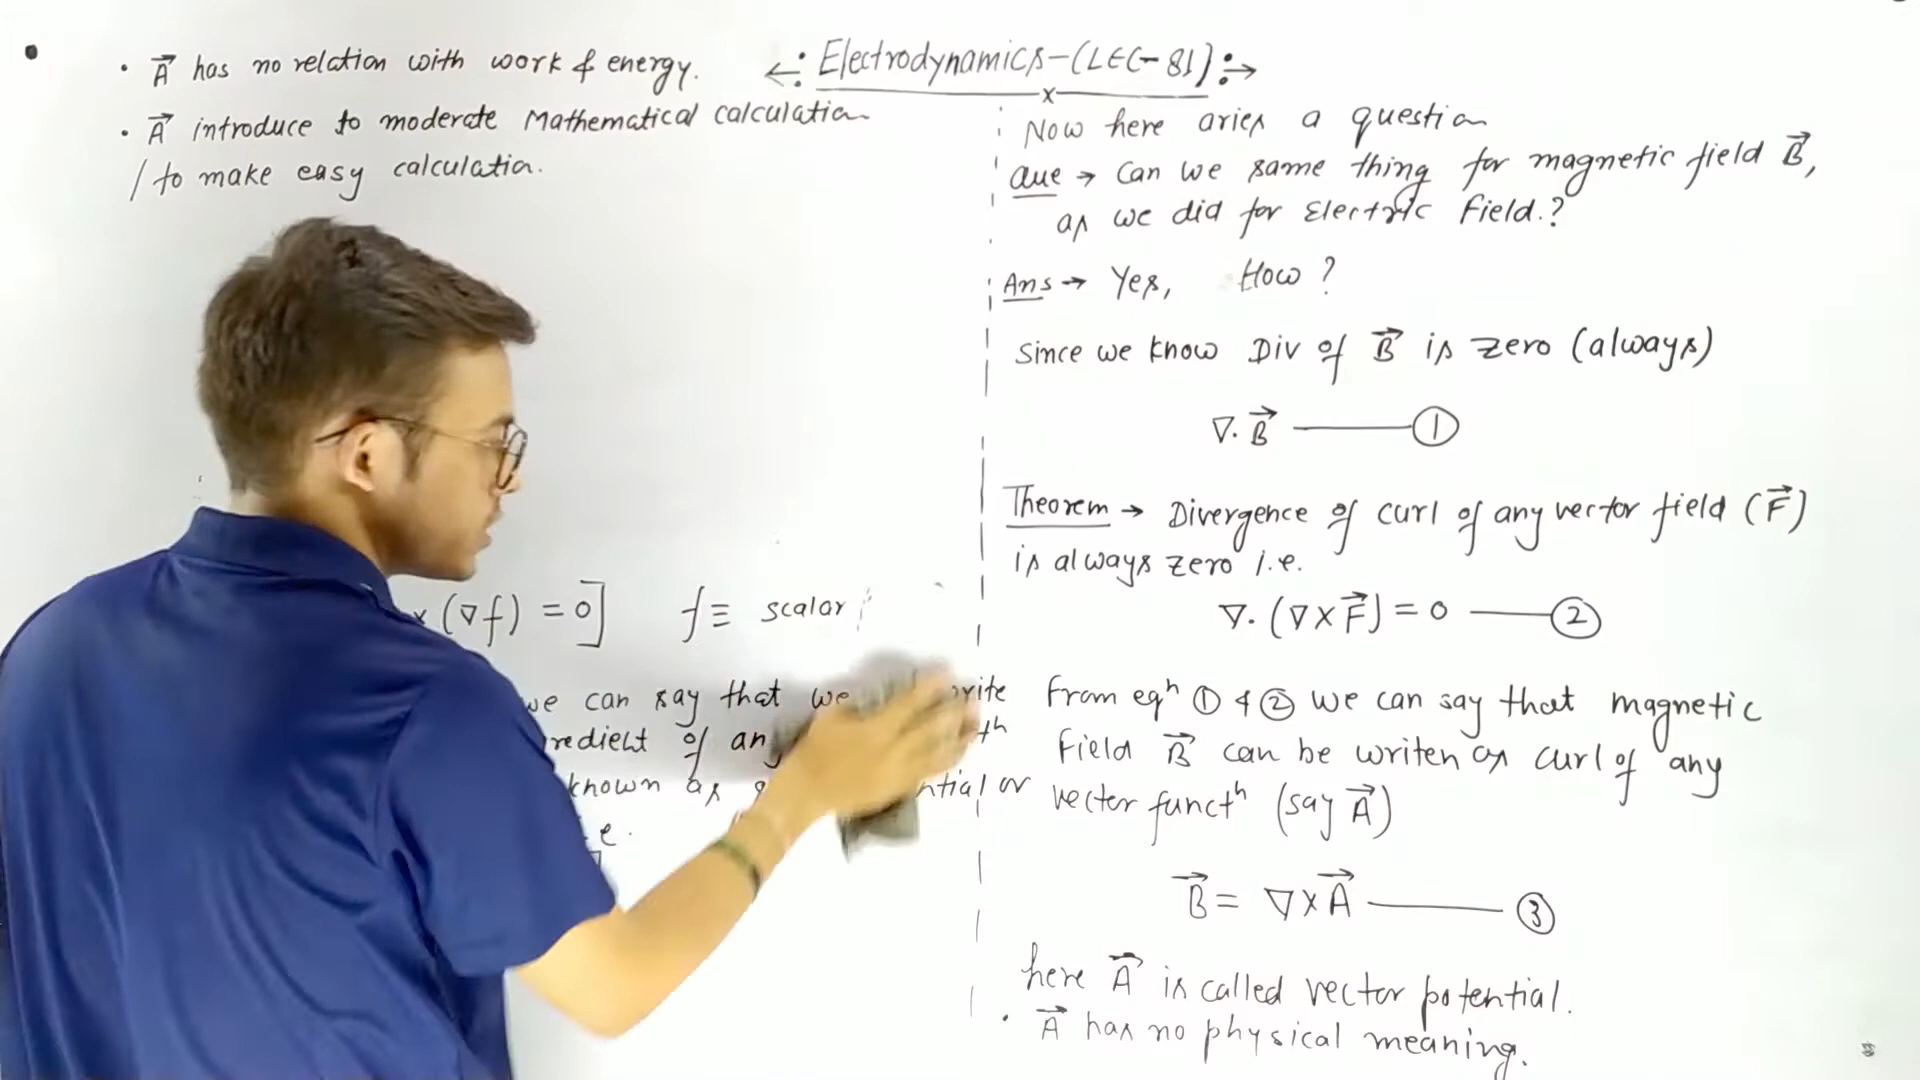 ←: Electrodynamics-(LEC-81) :→
x
• A⃗ has no relation with work & energy.
• A⃗ introduce to moderate Mathematical calculation
/ to make easy calculation.
× (∇f) = 0] f ≡ scalar
we can say that we write
of an
known as
e.
Now here aries a question
Que → Can we same thing for magnetic field B⃗,
as we did for Electric Field.?
Ans → Yes, How ?
Since we know Div of B⃗ is zero (always)
∇. B⃗ —— ①
Theorem → Divergence of curl of any vector field (F⃗)
is always zero i.e.
∇. (∇×F⃗) = 0 —— ②
From eqⁿ ① & ② we can say that magnetic
Field B⃗ can be writen as curl of any
vector functⁿ (say A⃗)
B⃗ = ∇×A⃗ —— ③
here A⃗ is called vector potential.
• A⃗ has no physical meaning.